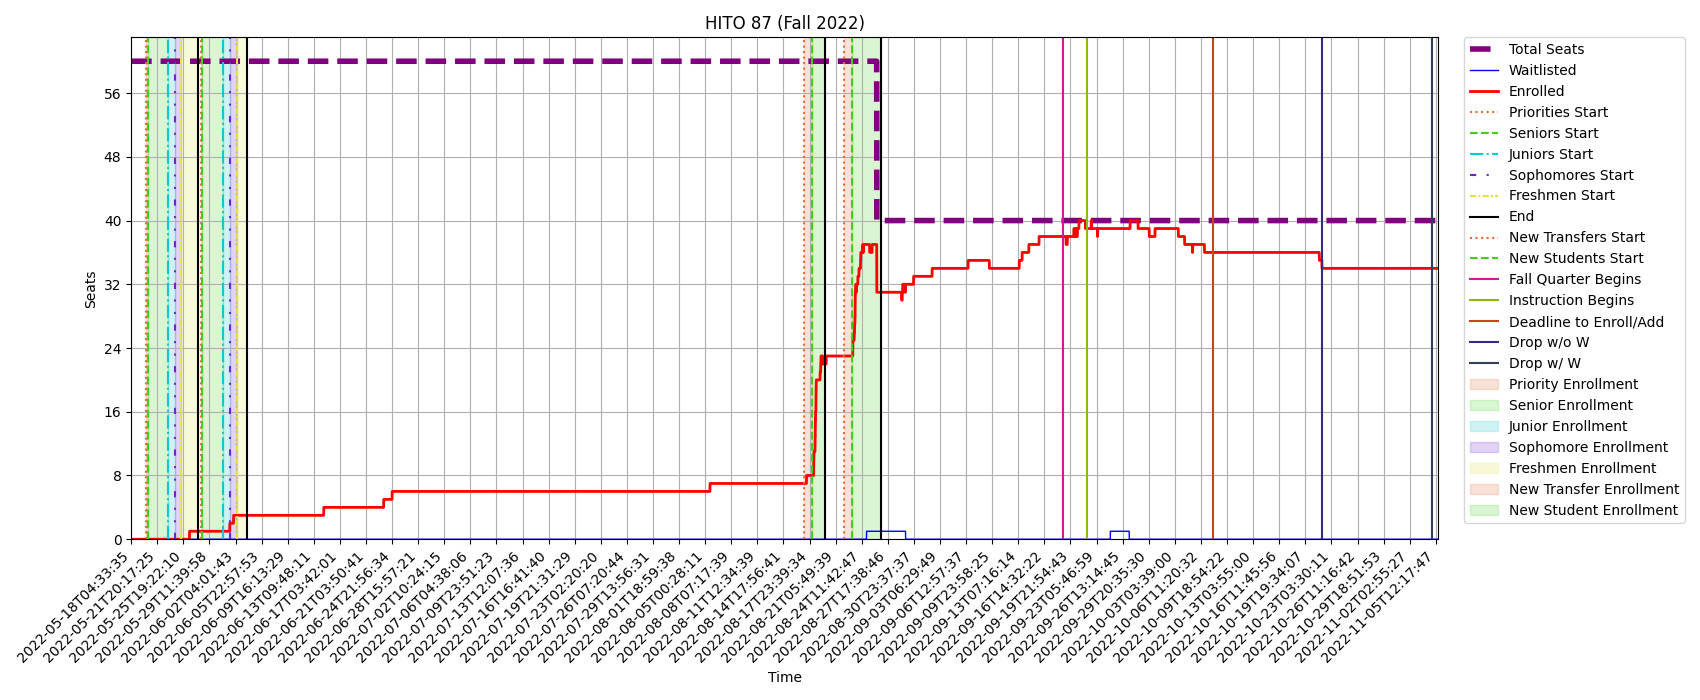 HITO 87 (Fall 2022)
56
48
40
32
24
16
8
0
Seats
2022-05-18T04:33:35
2022-05-21T20:17:25
2022-05-25T19:22:10
2022-05-29T11:39:58
2022-06-02T04:01:43
2022-06-05T22:57:53
2022-06-09T16:13:29
2022-06-13T09:48:11
2022-06-17T03:42:01
2022-06-21T03:50:41
2022-06-24T21:56:34
2022-06-28T15:57:21
2022-07-02T10:24:15
2022-07-06T04:38:06
2022-07-09T23:51:23
2022-07-13T12:07:36
2022-07-16T16:41:40
2022-07-19T21:31:29
2022-07-23T02:20:20
2022-07-26T07:20:44
2022-07-29T13:56:31
2022-08-01T18:59:38
2022-08-05T00:28:11
2022-08-08T07:17:39
2022-08-11T12:34:39
2022-08-14T17:56:41
2022-08-17T23:39:34
2022-08-21T05:49:39
2022-08-24T11:42:47
2022-08-27T17:38:46
2022-08-30T23:37:37
2022-09-03T06:29:49
2022-09-06T12:57:37
2022-09-09T23:58:25
2022-09-13T07:16:14
2022-09-16T14:32:22
2022-09-19T21:54:43
2022-09-23T05:46:59
2022-09-26T13:14:45
2022-09-29T20:35:30
2022-10-03T03:39:00
2022-10-06T11:20:32
2022-10-09T18:54:22
2022-10-13T03:55:00
2022-10-16T11:45:56
2022-10-19T19:34:07
2022-10-23T03:30:11
2022-10-26T11:16:42
2022-10-29T18:51:53
2022-11-02T02:55:27
2022-11-05T12:17:47
Time
Total Seats
Waitlisted
Enrolled
Priorities Start
Seniors Start
Juniors Start
Sophomores Start
Freshmen Start
End
New Transfers Start
New Students Start
Fall Quarter Begins
Instruction Begins
Deadline to Enroll/Add
Drop w/o W
Drop w/ W
Priority Enrollment
Senior Enrollment
Junior Enrollment
Sophomore Enrollment
Freshmen Enrollment
New Transfer Enrollment
New Student Enrollment